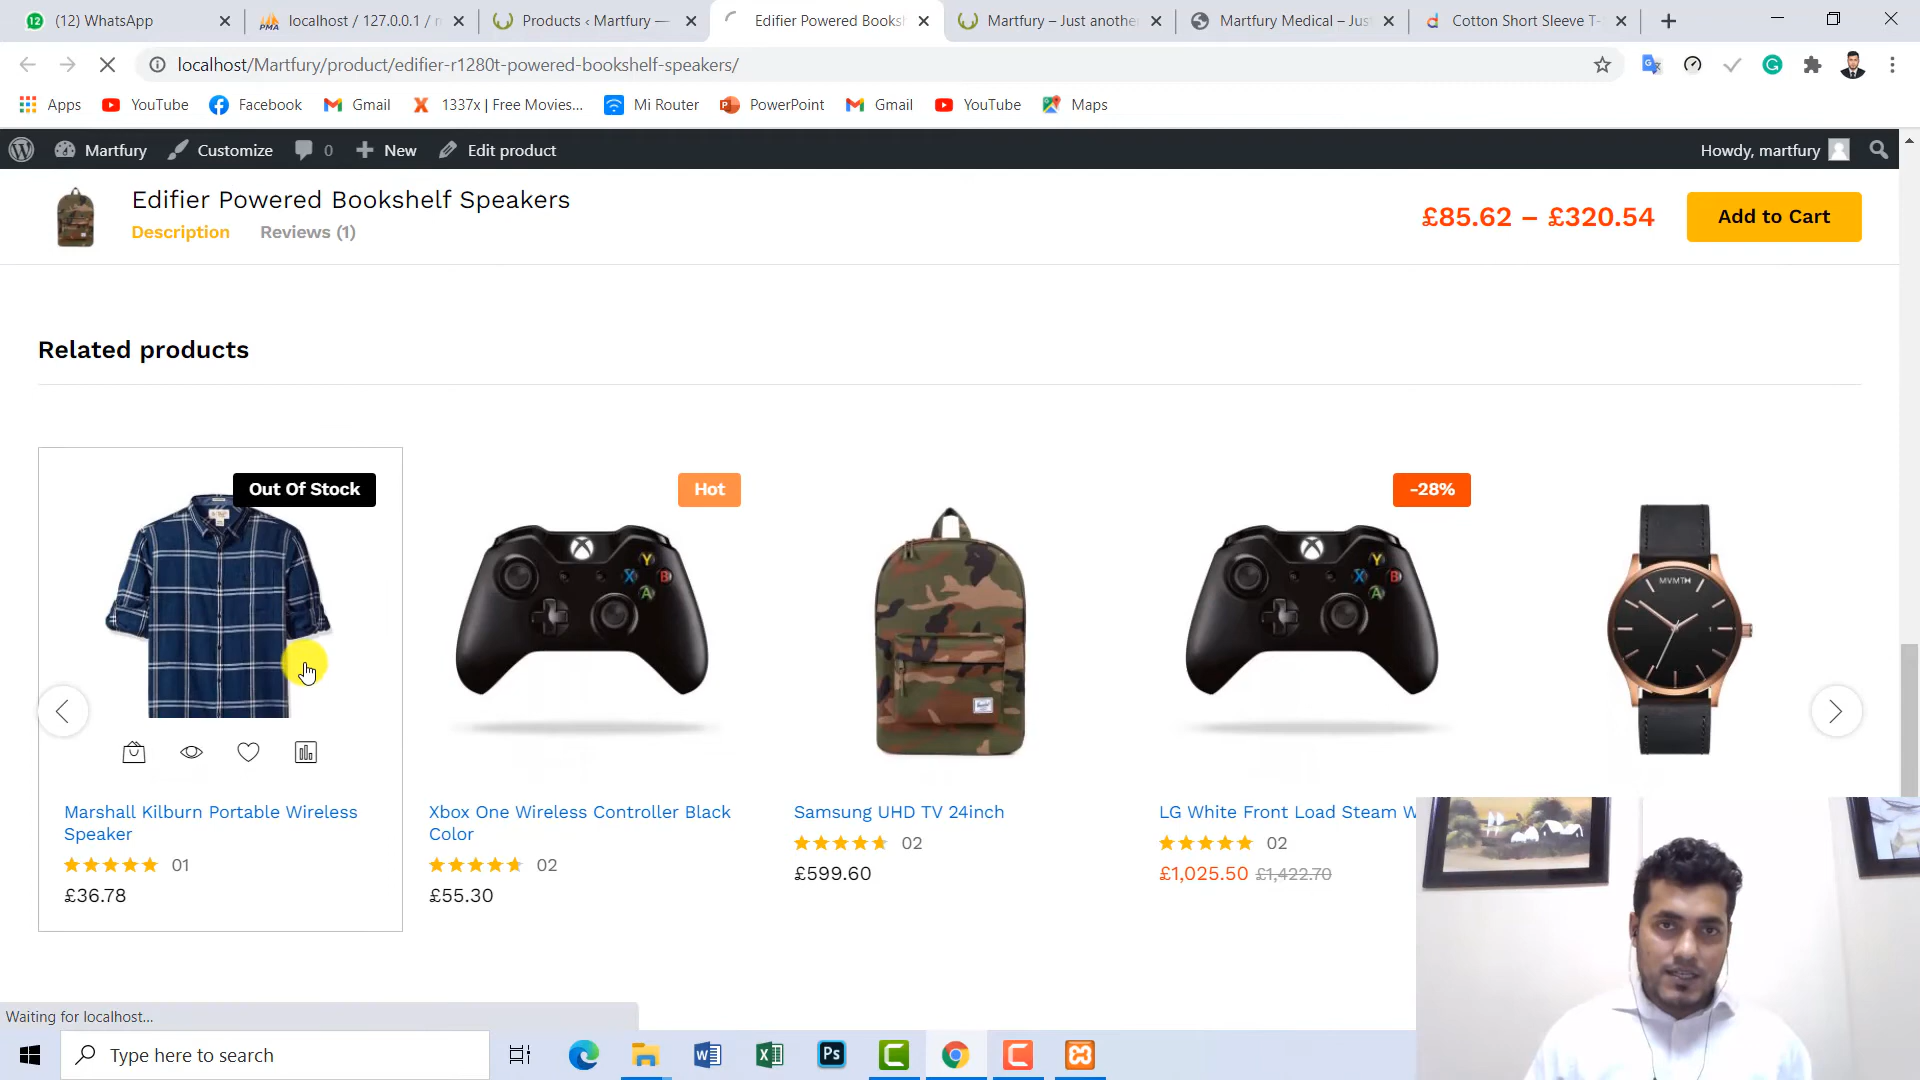 (12) WhatsApp
localhost / 127.0.0.1 / m
Products ‹ Martfury —
Edifier Powered Booksh
Martfury – Just another
Martfury Medical – Jus
Cotton Short Sleeve T-
localhost/Martfury/product/edifier-r1280t-powered-bookshelf-speakers/
Apps YouTube Facebook Gmail 1337x | Free Movies... Mi Router PowerPoint Gmail YouTube Maps
Martfury Customize 0 New Edit product Howdy, martfury
Edifier Powered Bookshelf Speakers
Description Reviews (1)
£85.62 – £320.54
Add to Cart
Related products
Out Of Stock
Hot
-28%
MVMTH
Marshall Kilburn Portable Wireless
Speaker
01
£36.78
Xbox One Wireless Controller Black
Color
02
£55.30
Samsung UHD TV 24inch
02
£599.60
LG White Front Load Steam W
02
£1,025.50 £1,422.70
Waiting for localhost...
Type here to search